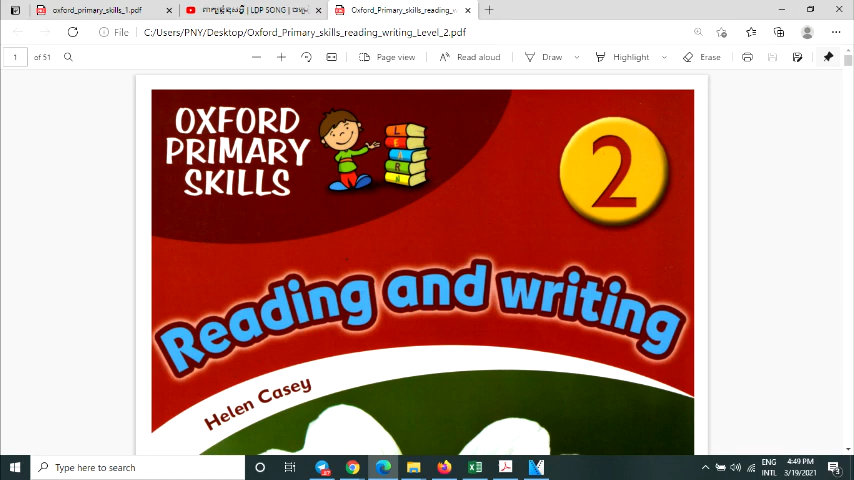 oxford_primary_skills_1.pdf
| LDP SONG |
Oxford_Primary_skills_reading_w
File
C:/Users/PNY/Desktop/Oxford_Primary_skills_reading_writing_Level_2.pdf
1 of 51
Page view
Read aloud
Draw
Highlight
Erase
OXFORD
PRIMARY
SKILLS
L
E
A
R
N
2
Reading and writing
Helen Casey
Type here to search
ENG
INTL
4:49 PM
3/19/2021